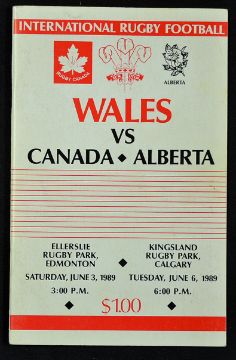 INTERNATIONAL RUGBY FOOTBALL
RUGBY CANADA
ALBERTA
WALES
VS
CANADA ◆ ALBERTA
ELLERSLIE
RUGBY PARK,
EDMONTON
SATURDAY, JUNE 3, 1989
3:00 P.M.
KINGSLAND
RUGBY PARK,
CALGARY
TUESDAY, JUNE 6, 1989
6:00 P.M.
$1.00